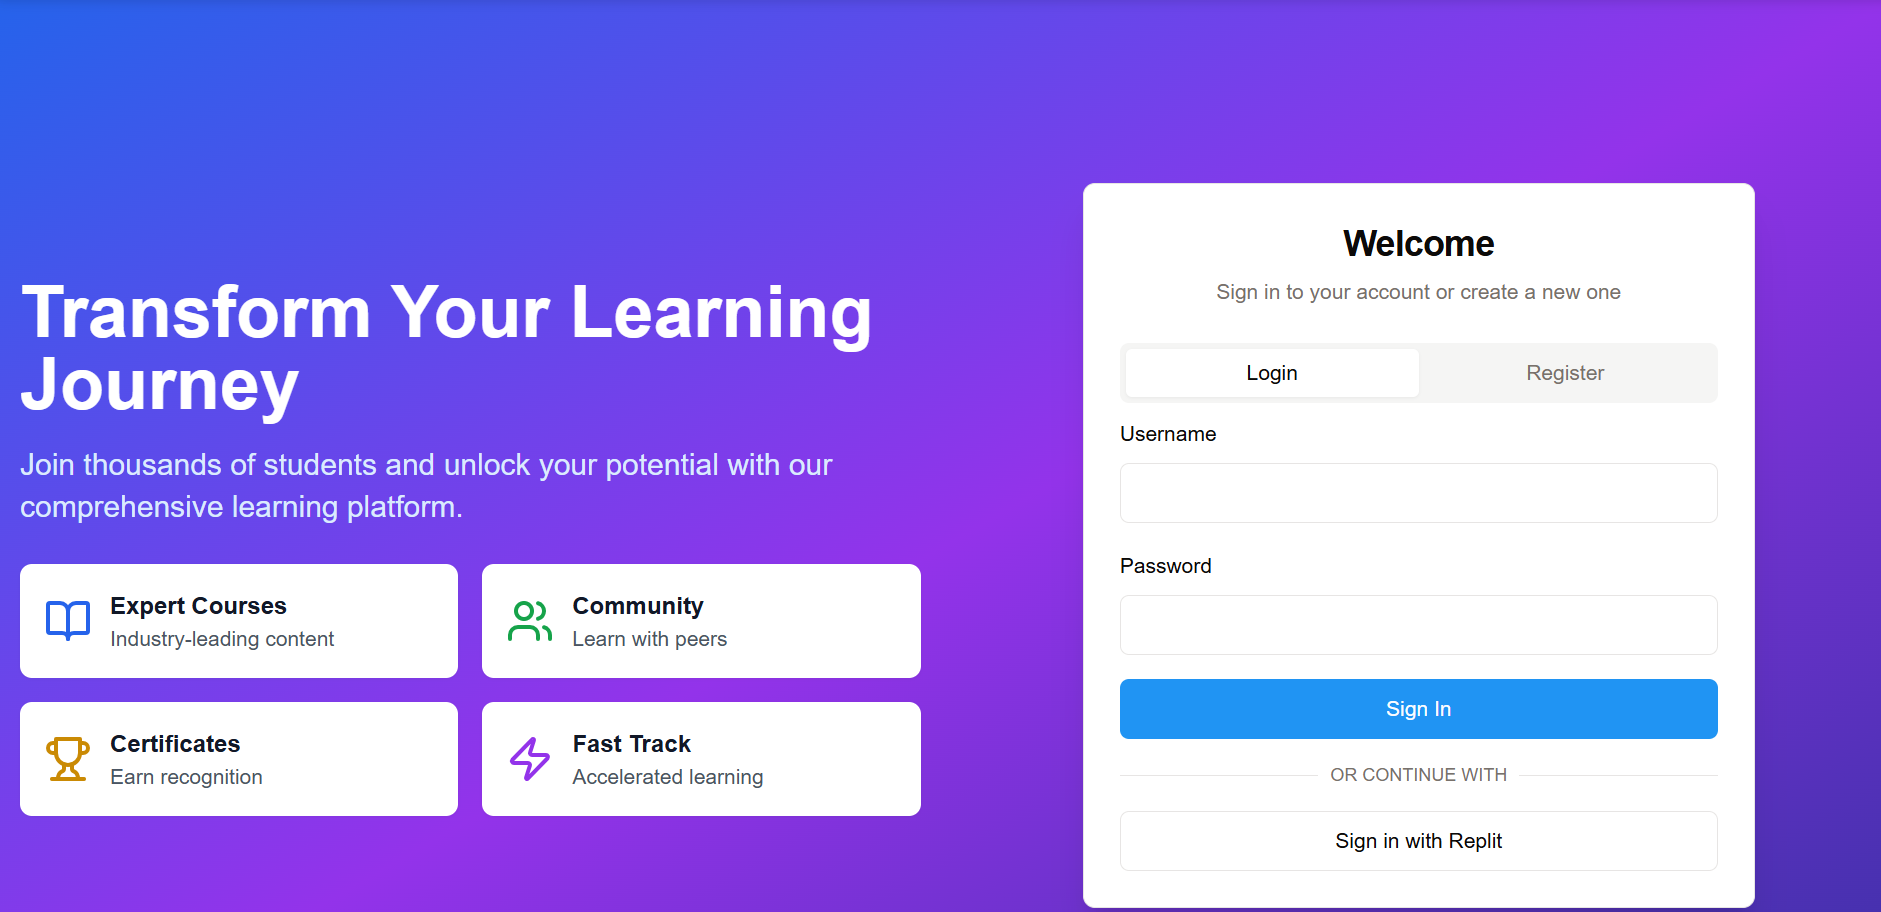 Transform Your Learning
Journey
Join thousands of students and unlock your potential with our
comprehensive learning platform.
Expert Courses
Industry-leading content
Community
Learn with peers
Certificates
Earn recognition
Fast Track
Accelerated learning
Welcome
Sign in to your account or create a new one
Login
Register
Username
Password
Sign In
OR CONTINUE WITH
Sign in with Replit